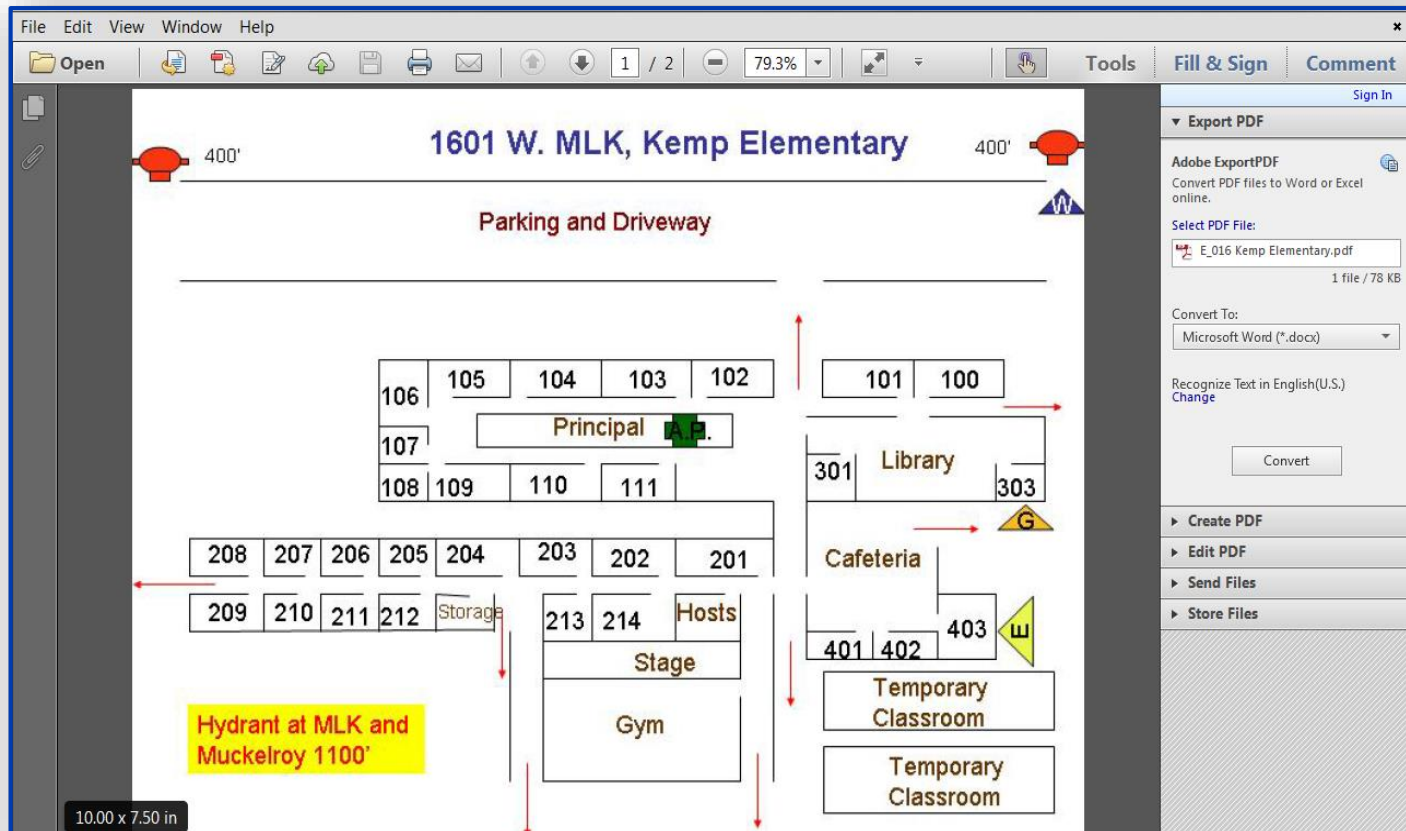 File Edit View Window Help
Open 1 / 2 79.3% Tools Fill & Sign Comment
Sign In
Export PDF
Adobe ExportPDF
Convert PDF files to Word or Excel
online.
Select PDF File:
E_016 Kemp Elementary.pdf
1 file / 78 KB
Convert To:
Microsoft Word (*.docx)
Recognize Text in English(U.S.)
Change
Convert
Create PDF
Edit PDF
Send Files
Store Files
400' 1601 W. MLK, Kemp Elementary 400'
W
Parking and Driveway
106 105 104 103 102 101 100
Principal A.P.
107
108 109 110 111 301 Library 303
G
208 207 206 205 204 203 202 201 Cafeteria
209 210 211 212 Storage 213 214 Hosts 403 E
401 402
Stage
Temporary
Classroom
Gym
Hydrant at MLK and
Muckelroy 1100'
Temporary
Classroom
10.00 x 7.50 in